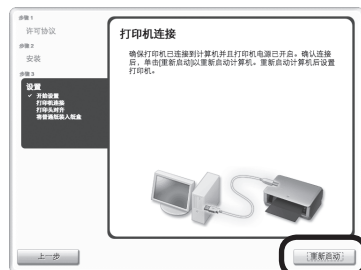 步骤 1
许可协议
步骤 2
安装
步骤 3
设置
✓ 开始设置
打印机连接
打印头对齐
将普通纸装入纸盒
打印机连接
确保打印机已连接到计算机并且打印机电源已开启。确认连接
后，单击[重新启动]以重新启动计算机。重新启动计算机后设置
打印机。
上一步
重新启动